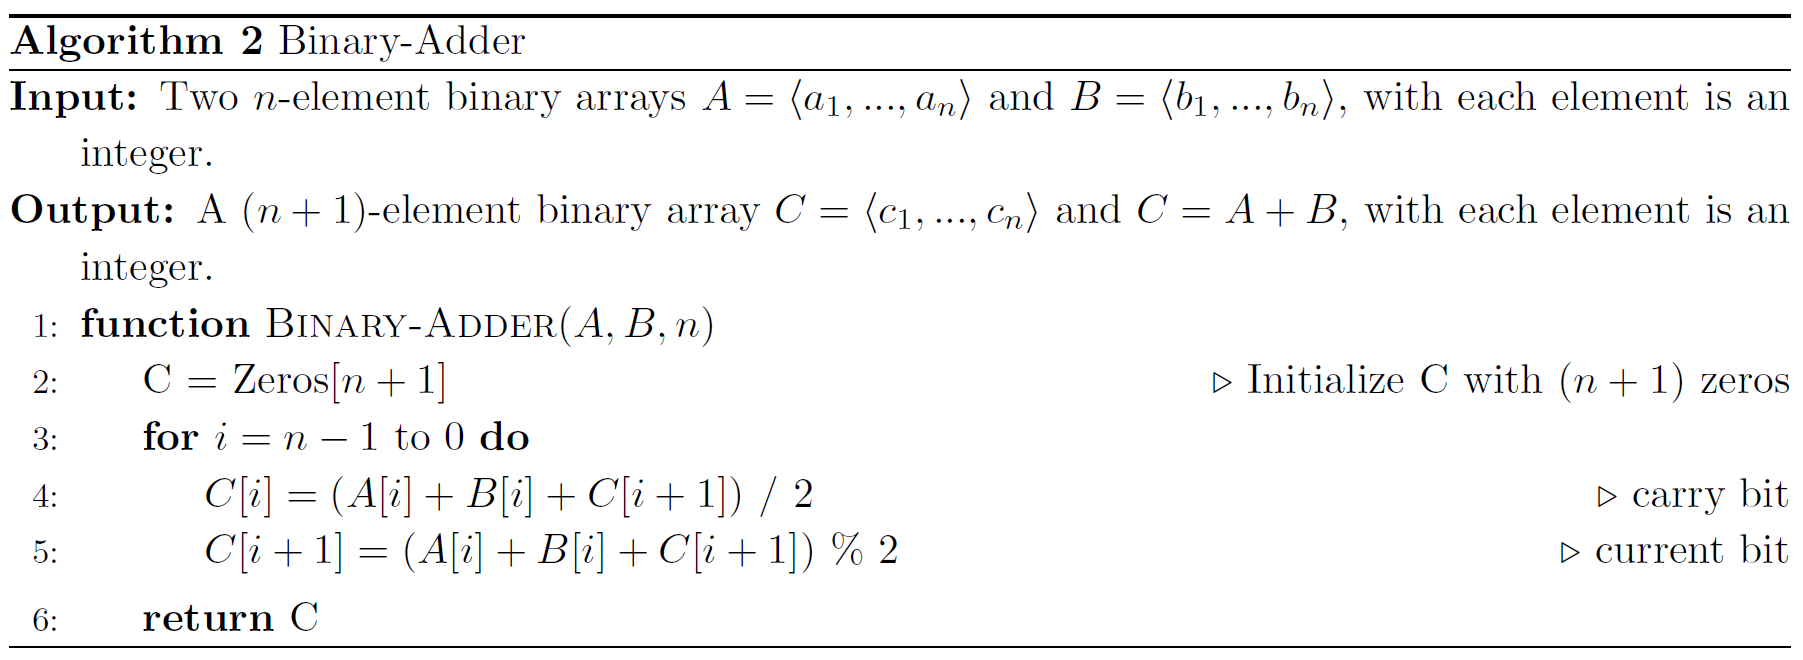 Algorithm 2 Binary-Adder
Input: Two n-element binary arrays A = ⟨a₁, ..., aₙ⟩ and B = ⟨b₁, ..., bₙ⟩, with each element is an
integer.
Output: A (n + 1)-element binary array C = ⟨c₁, ..., cₙ⟩ and C = A + B, with each element is an
integer.
1: function BINARY-ADDER(A, B, n)
2: C = Zeros[n + 1] ▷ Initialize C with (n + 1) zeros
3: for i = n − 1 to 0 do
4: C[i] = (A[i] + B[i] + C[i + 1]) / 2 ▷ carry bit
5: C[i + 1] = (A[i] + B[i] + C[i + 1]) % 2 ▷ current bit
6: return C